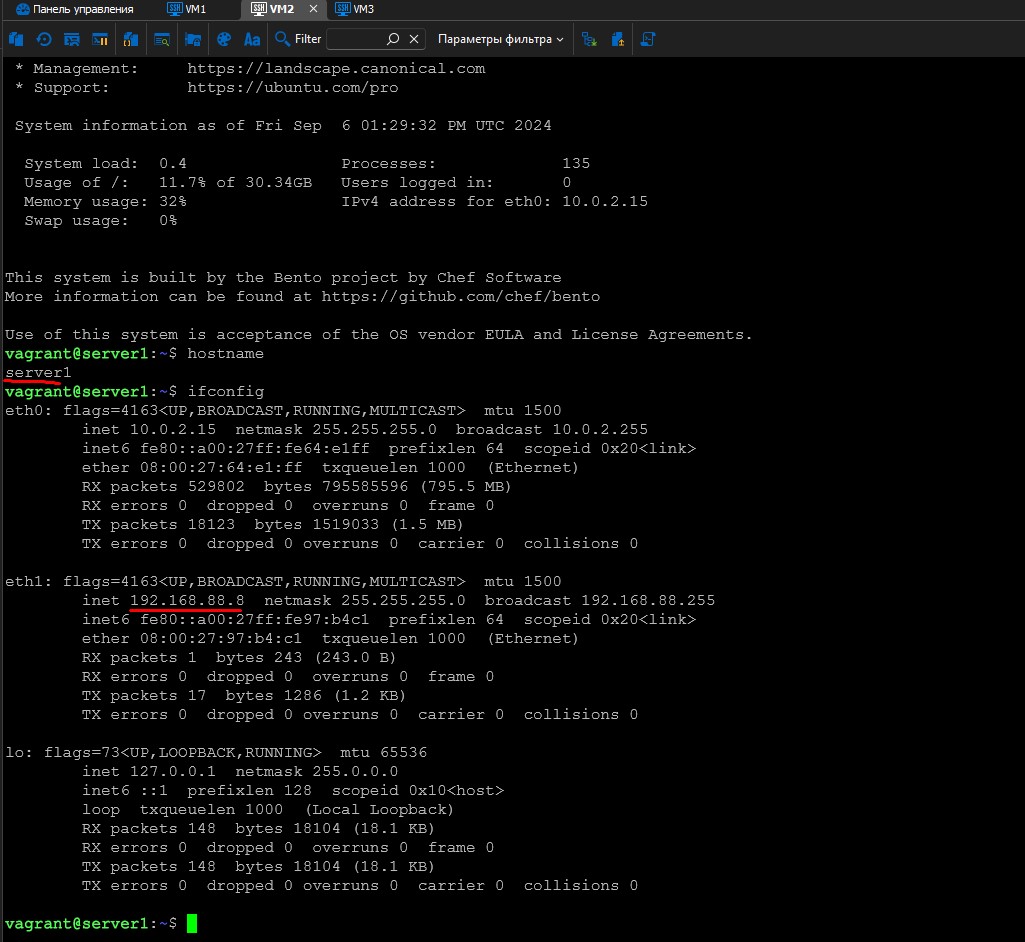 Панель управления VM1 VM2 VM3
Filter Параметры фильтра
* Management:     https://landscape.canonical.com
* Support:        https://ubuntu.com/pro
System information as of Fri Sep  6 01:29:32 PM UTC 2024
System load:  0.4                Processes:             135
Usage of /:   11.7% of 30.34GB   Users logged in:       0
Memory usage: 32%                IPv4 address for eth0: 10.0.2.15
Swap usage:   0%
This system is built by the Bento project by Chef Software
More information can be found at https://github.com/chef/bento
Use of this system is acceptance of the OS vendor EULA and License Agreements.
vagrant@server1:~$ hostname
server1
vagrant@server1:~$ ifconfig
eth0: flags=4163<UP,BROADCAST,RUNNING,MULTICAST>  mtu 1500
inet 10.0.2.15  netmask 255.255.255.0  broadcast 10.0.2.255
inet6 fe80::a00:27ff:fe64:e1ff  prefixlen 64  scopeid 0x20<link>
ether 08:00:27:64:e1:ff  txqueuelen 1000  (Ethernet)
RX packets 529802  bytes 795585596 (795.5 MB)
RX errors 0  dropped 0  overruns 0  frame 0
TX packets 18123  bytes 1519033 (1.5 MB)
TX errors 0  dropped 0 overruns 0  carrier 0  collisions 0
eth1: flags=4163<UP,BROADCAST,RUNNING,MULTICAST>  mtu 1500
inet 192.168.88.8  netmask 255.255.255.0  broadcast 192.168.88.255
inet6 fe80::a00:27ff:fe97:b4c1  prefixlen 64  scopeid 0x20<link>
ether 08:00:27:97:b4:c1  txqueuelen 1000  (Ethernet)
RX packets 1  bytes 243 (243.0 B)
RX errors 0  dropped 0  overruns 0  frame 0
TX packets 17  bytes 1286 (1.2 KB)
TX errors 0  dropped 0 overruns 0  carrier 0  collisions 0
lo: flags=73<UP,LOOPBACK,RUNNING>  mtu 65536
inet 127.0.0.1  netmask 255.0.0.0
inet6 ::1  prefixlen 128  scopeid 0x10<host>
loop  txqueuelen 1000  (Local Loopback)
RX packets 148  bytes 18104 (18.1 KB)
RX errors 0  dropped 0  overruns 0  frame 0
TX packets 148  bytes 18104 (18.1 KB)
TX errors 0  dropped 0 overruns 0  carrier 0  collisions 0
vagrant@server1:~$